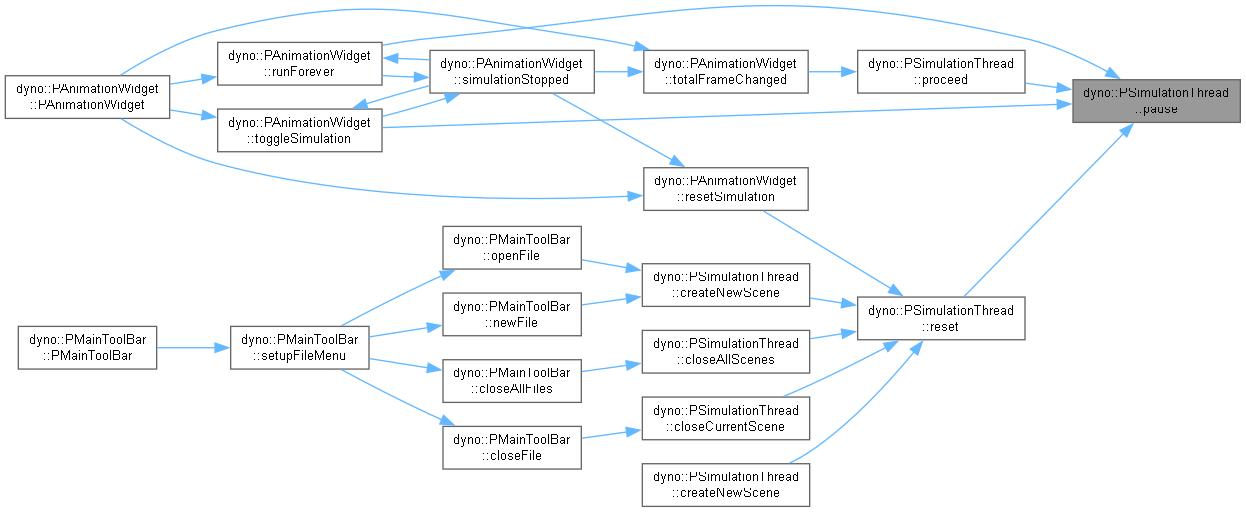 dyno::PAnimationWidget
::PAnimationWidget
dyno::PAnimationWidget
::runForever
dyno::PAnimationWidget
::toggleSimulation
dyno::PAnimationWidget
::simulationStopped
dyno::PAnimationWidget
::totalFrameChanged
dyno::PSimulationThread
::proceed
dyno::PSimulationThread
::pause
dyno::PAnimationWidget
::resetSimulation
dyno::PMainToolBar
::openFile
dyno::PSimulationThread
::createNewScene
dyno::PMainToolBar
::newFile
dyno::PSimulationThread
::reset
dyno::PMainToolBar
::PMainToolBar
dyno::PMainToolBar
::setupFileMenu
dyno::PSimulationThread
::closeAllScenes
dyno::PMainToolBar
::closeAllFiles
dyno::PSimulationThread
::closeCurrentScene
dyno::PMainToolBar
::closeFile
dyno::PSimulationThread
::createNewScene